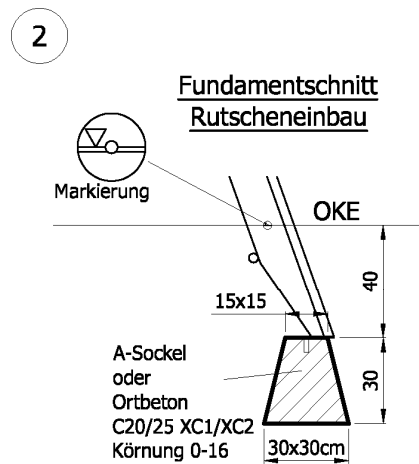 2
Fundamentschnitt
Rutscheneinbau
Markierung
OKE
40
15x15
30
A-Sockel
oder
Ortbeton
C20/25 XC1/XC2
Körnung 0-16
30x30cm